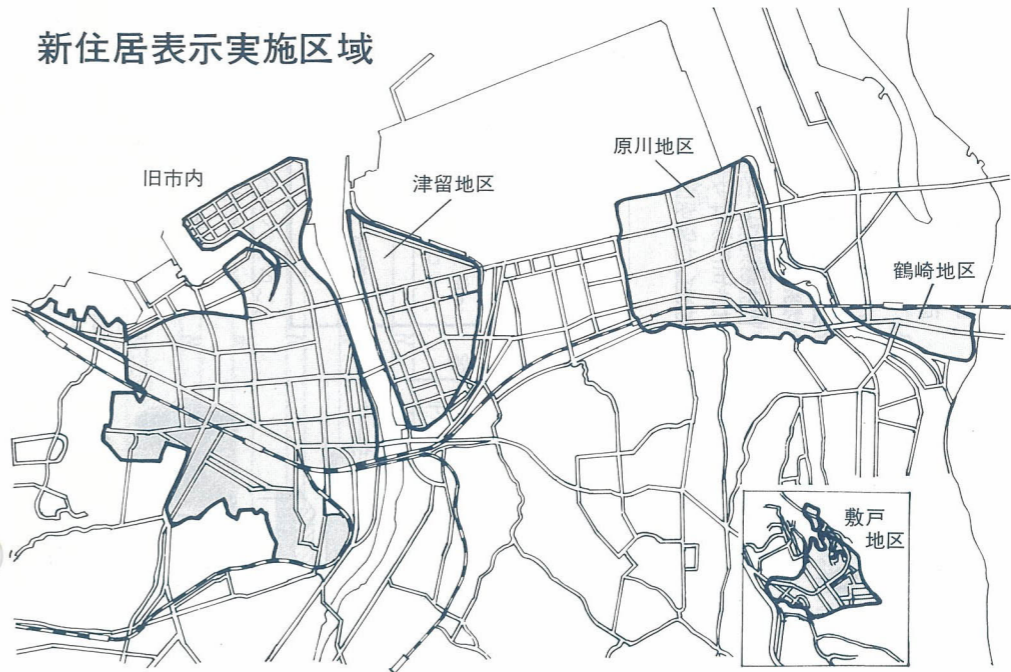 新住居表示実施区域
旧市内
津留地区
原川地区
鶴崎地区
敷戸
地区